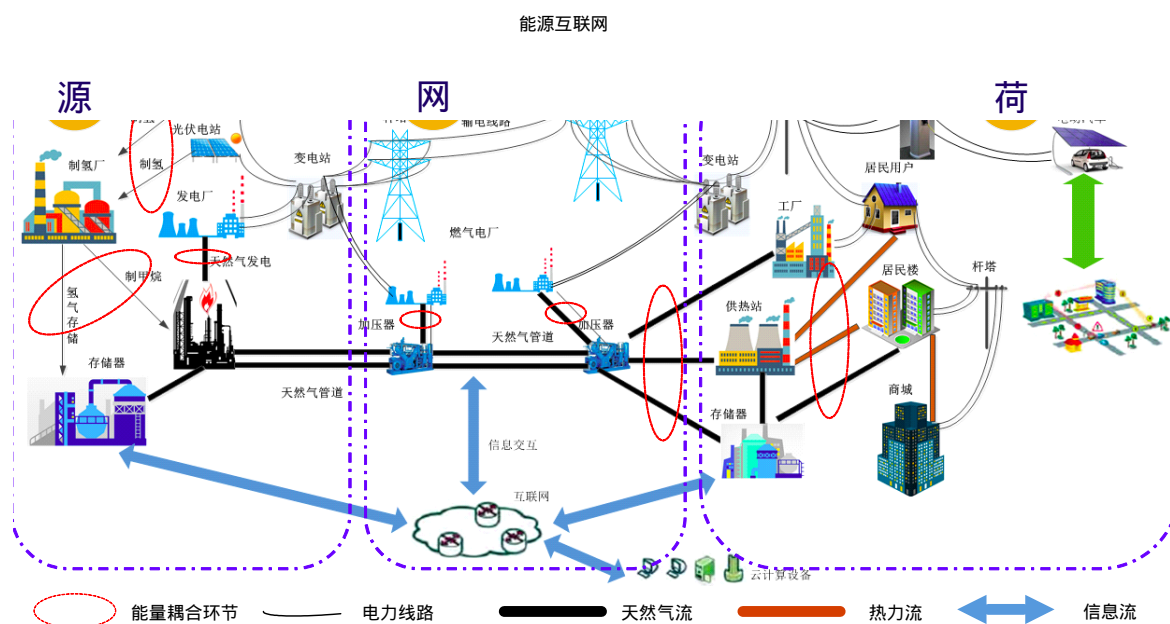 能源互联网
源
网
荷
光伏电站
输电线路
制氢厂
制氢
变电站
变电站
居民用户
发电厂
工厂
燃气电厂
天然气发电
制甲烷
居民楼
杆塔
氢气存储
加压器
加压器
供热站
天然气管道
存储器
天然气管道
商城
存储器
信息交互
互联网
云计算设备
能量耦合环节
电力线路
天然气流
热力流
信息流